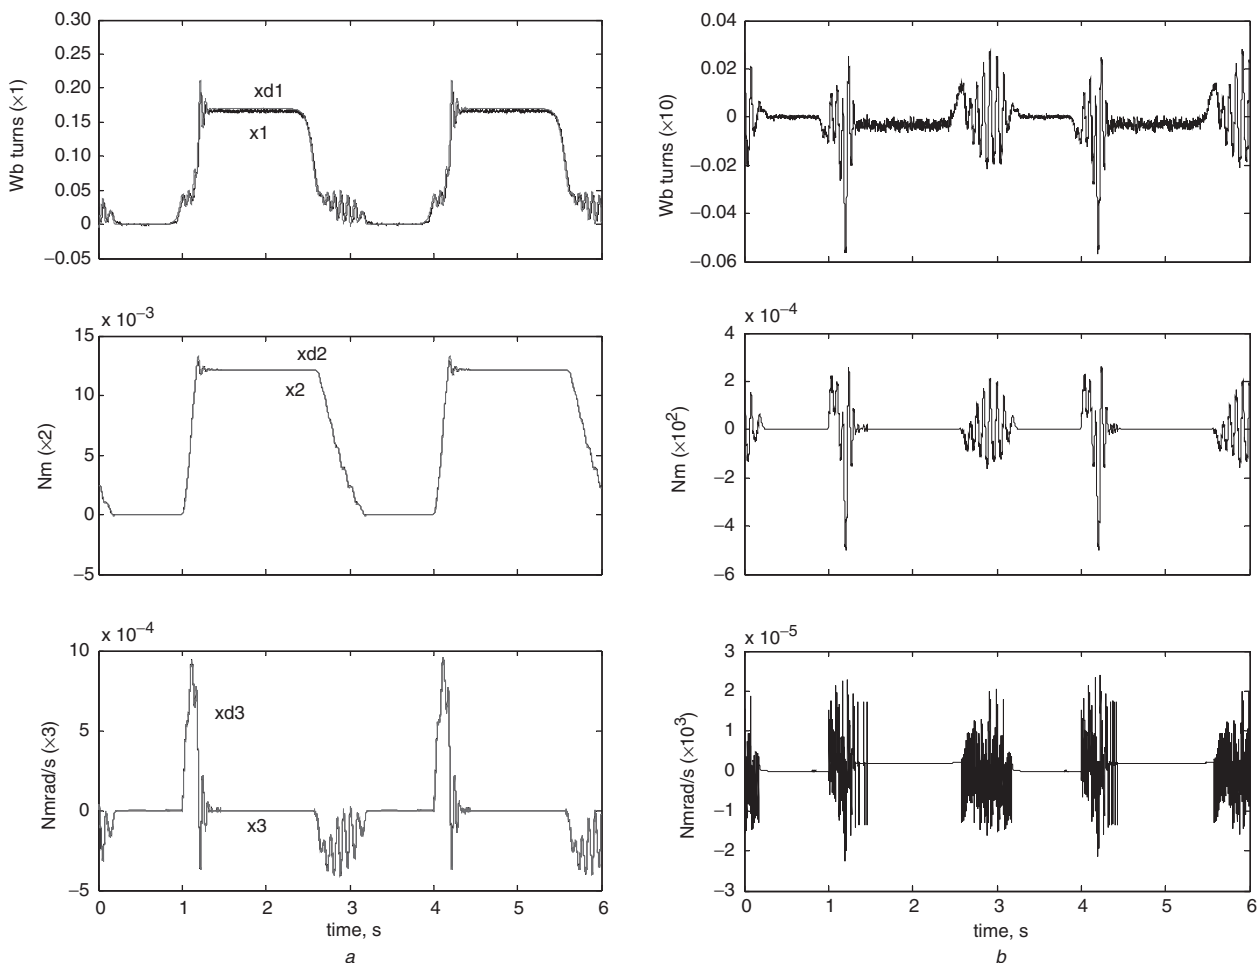 0.30
0.25
0.20
0.15
0.10
0.05
0
−0.05
Wb turns (×1)
xd1
x1
x 10−3
15
10
5
0
−5
Nm (×2)
xd2
x2
x 10−4
10
5
0
−5
Nmrad/s (×3)
xd3
x3
0 1 2 3 4 5 6
time, s
a
0.04
0.02
0
−0.02
−0.04
−0.06
Wb turns (×10)
x 10−4
4
2
0
−2
−4
−6
Nm (×10²)
x 10−5
3
2
1
0
−1
−2
−3
Nmrad/s (×10³)
0 1 2 3 4 5 6
time, s
b